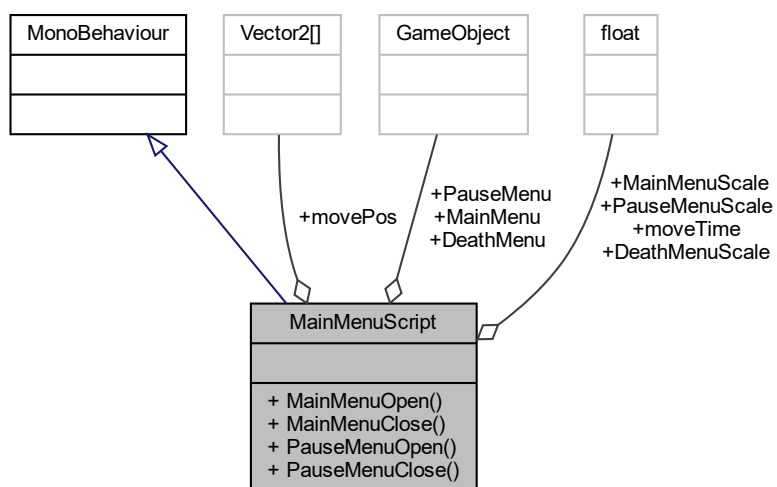 MonoBehaviour
Vector2[]
GameObject
float
+movePos
+PauseMenu
+MainMenu
+DeathMenu
+MainMenuScale
+PauseMenuScale
+moveTime
+DeathMenuScale
MainMenuScript
+ MainMenuOpen()
+ MainMenuClose()
+ PauseMenuOpen()
+ PauseMenuClose()